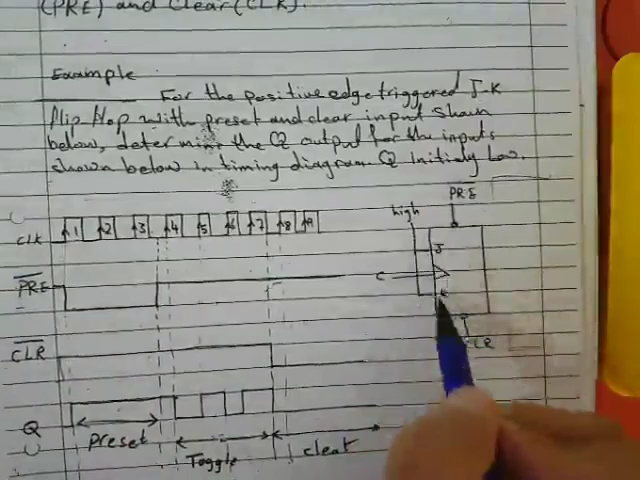 (PRE) and Clear(CLK).
Example
For the positive edge triggered J-K
flip flop with preset and clear input shown
below, determine the Q output for the inputs
shown below in timing diagram Q Initialy Low.
PRE
high
CLK 1 2 3 4 5 6 7 8 9
J
C
PRE
K
CLR
CLR
Q
preset
Toggle
clear